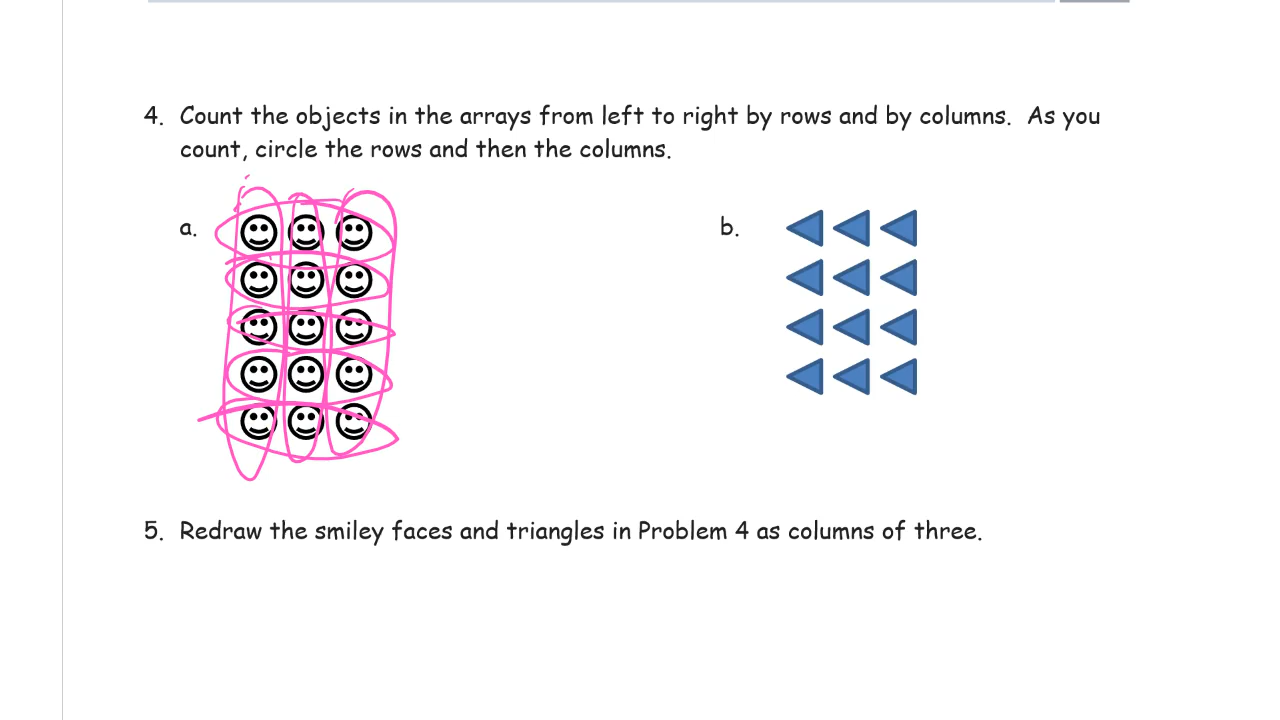 4. Count the objects in the arrays from left to right by rows and by columns. As you
count, circle the rows and then the columns.
a.
b.
5. Redraw the smiley faces and triangles in Problem 4 as columns of three.